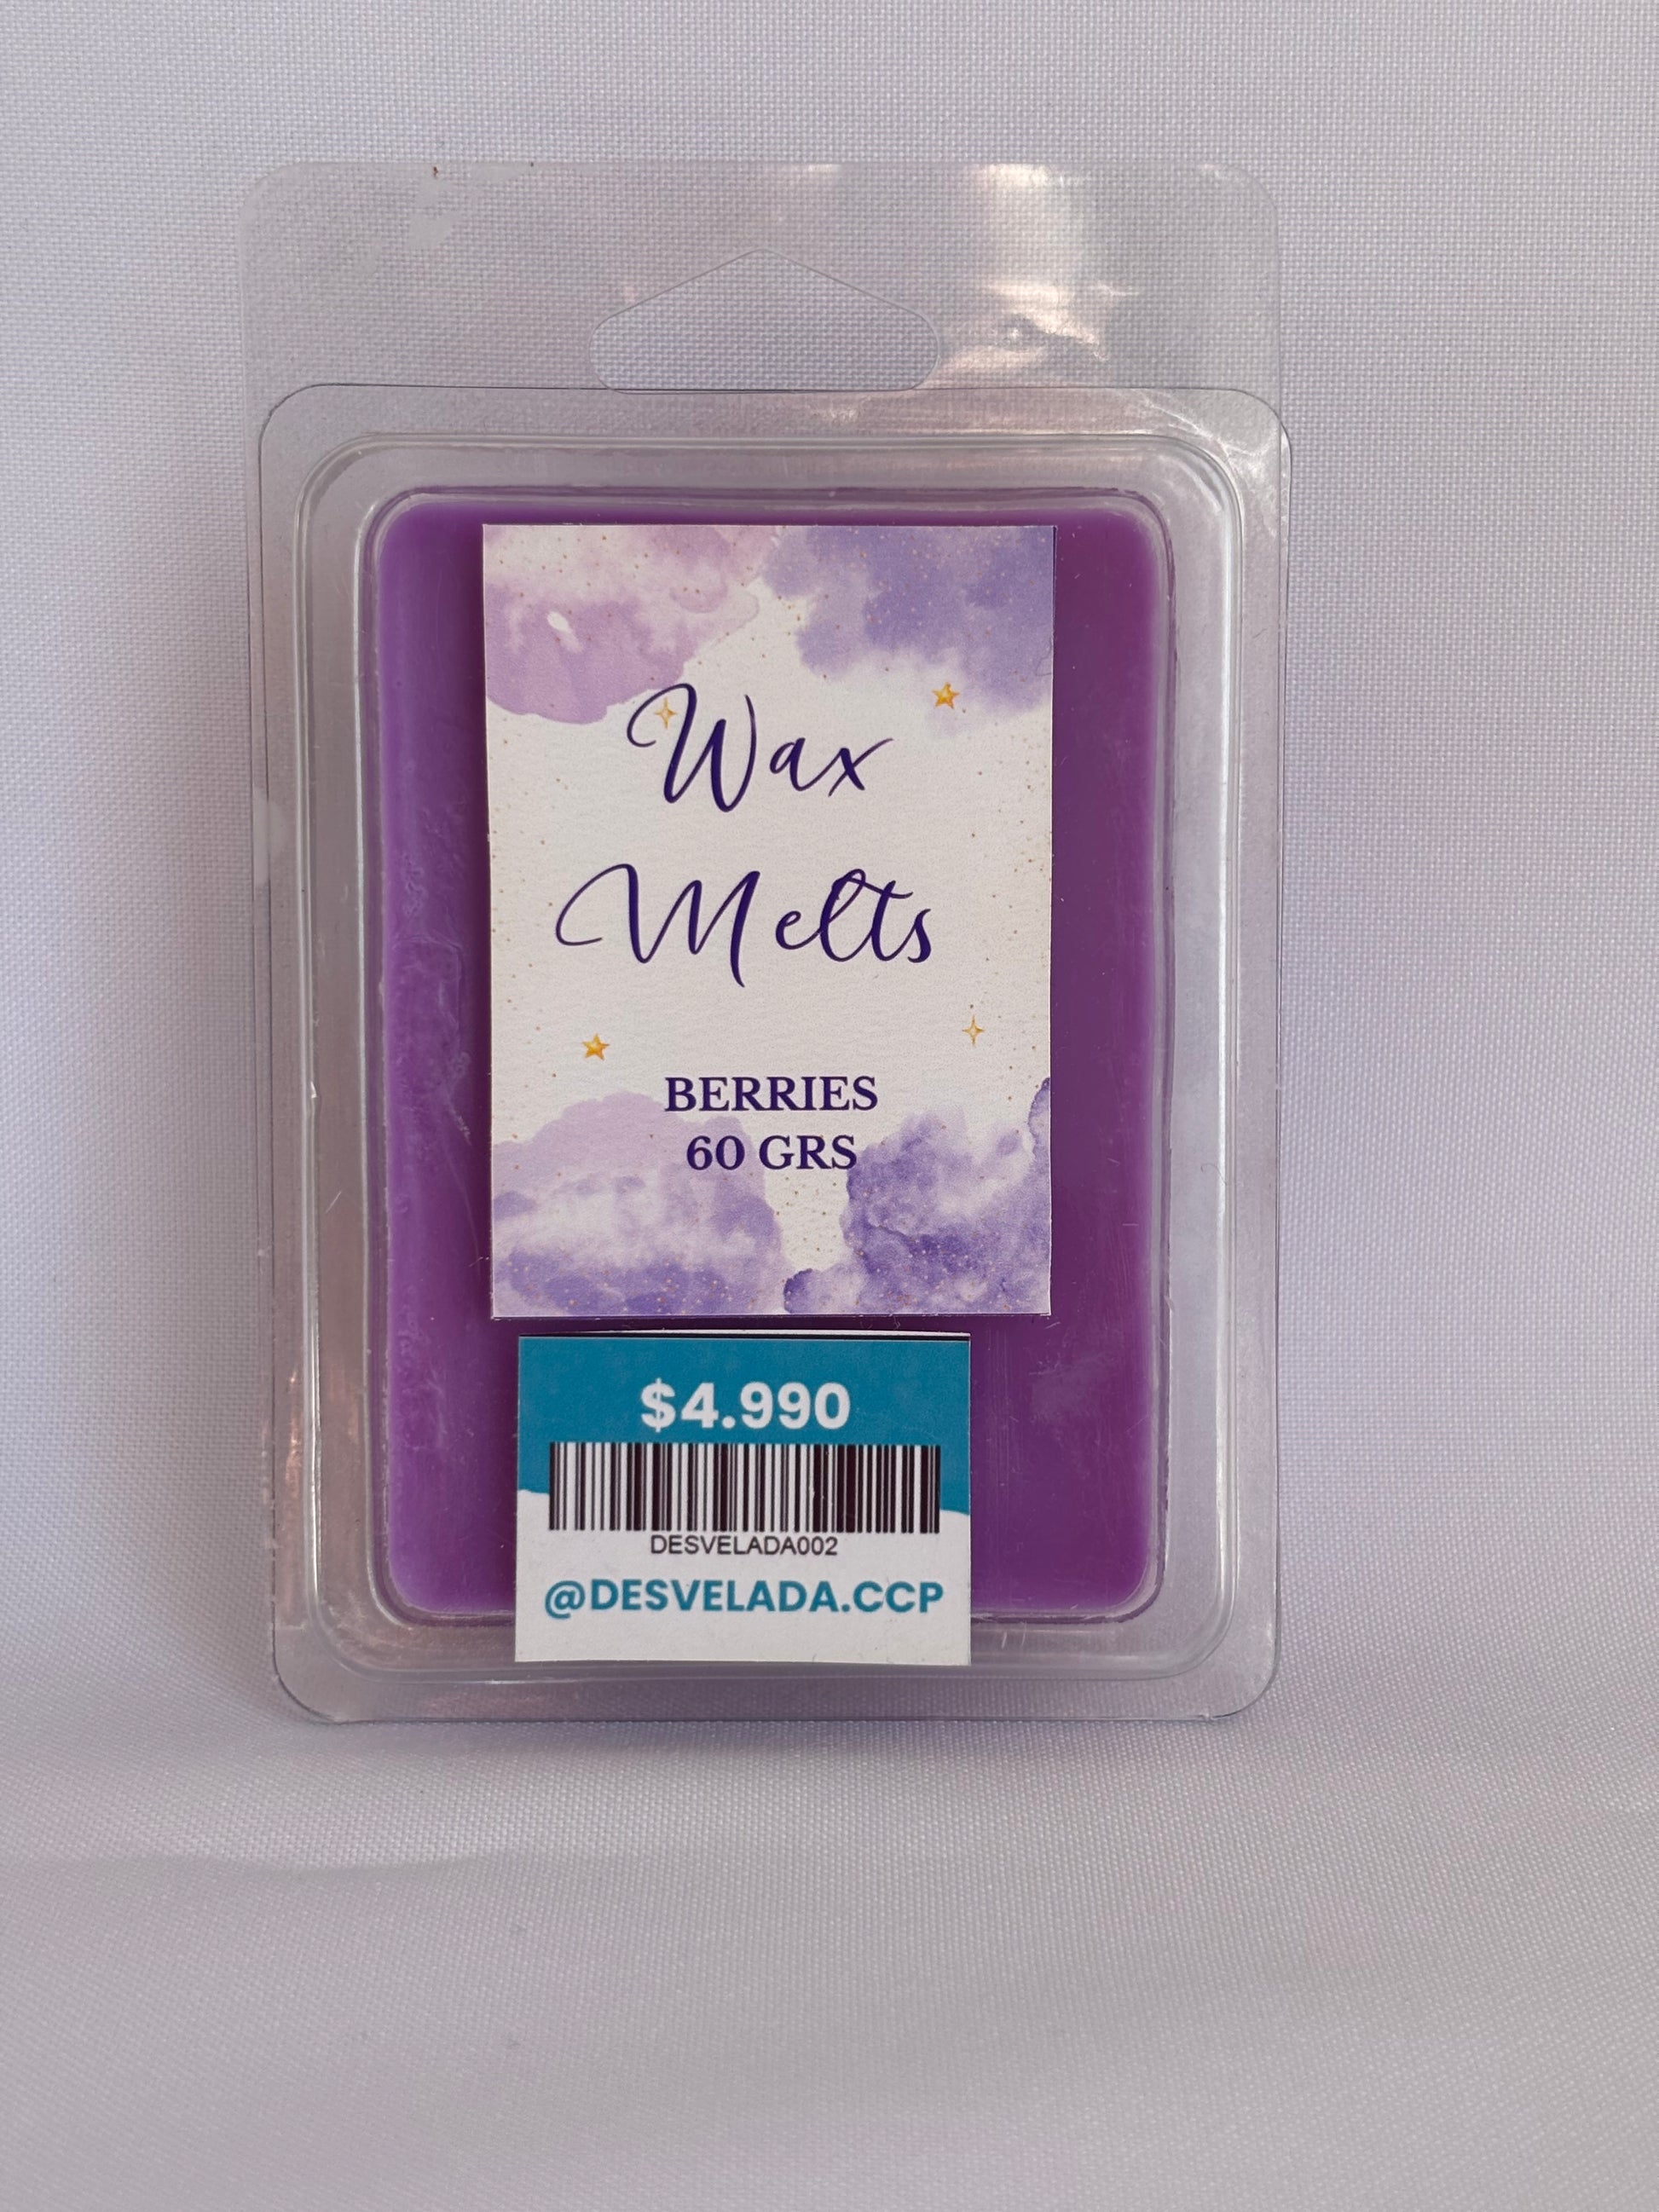 Wax
Melts
BERRIES
60 GRS
$4.990
DESVELADA002
@DESVELADA.CCP